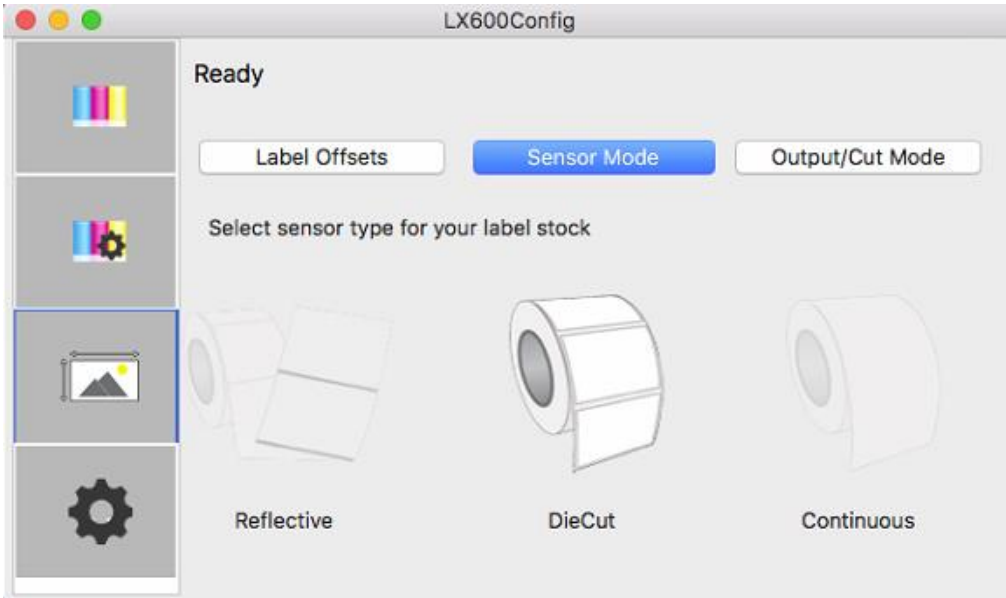 LX600Config
Ready
Label Offsets
Sensor Mode
Output/Cut Mode
Select sensor type for your label stock
Reflective
DieCut
Continuous